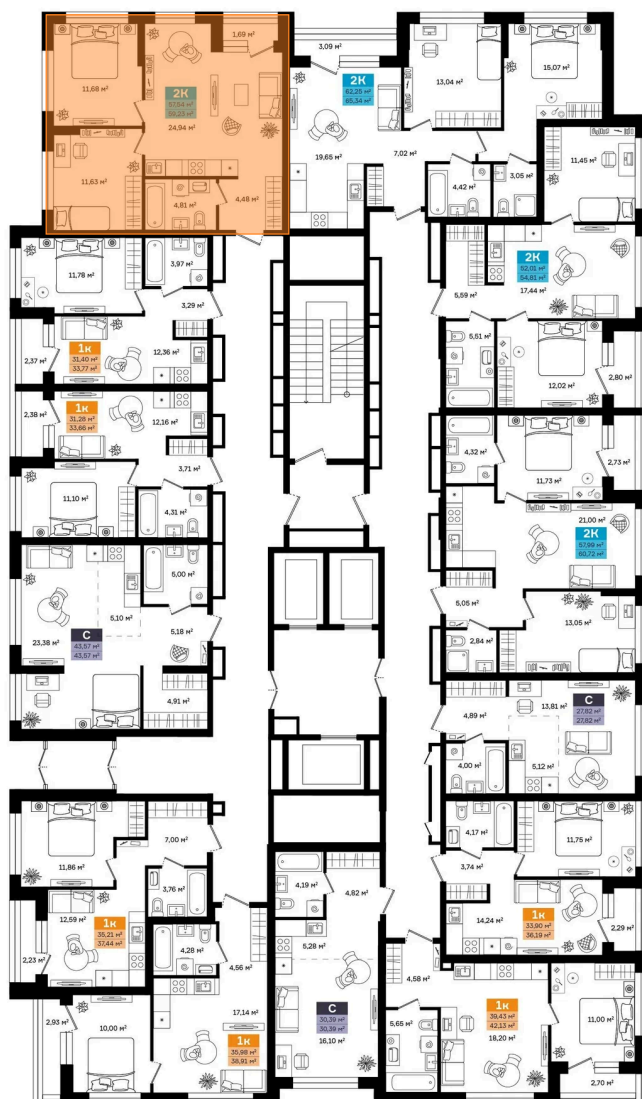 1,69 м²
11,68 м²
2К
57,54 м²
59,23 м²
24,94 м²
11,63 м²
4,81 м²
4,48 м²
3,09 м²
2К
62,25 м²
65,34 м²
19,65 м²
13,04 м²
15,07 м²
7,02 м²
4,42 м²
3,05 м²
11,45 м²
2К
52,01 м²
54,81 м²
17,44 м²
5,59 м²
5,51 м²
12,02 м²
2,80 м²
11,78 м²
3,97 м²
3,29 м²
1к
31,40 м²
33,77 м²
2,37 м²
12,36 м²
2,38 м²
1к
31,28 м²
33,66 м²
12,16 м²
3,71 м²
11,10 м²
4,31 м²
4,32 м²
11,73 м²
2,73 м²
21,00 м²
2К
57,99 м²
60,72 м²
5,05 м²
2,84 м²
13,05 м²
5,00 м²
5,10 м²
23,38 м²
С
43,57 м²
43,57 м²
5,18 м²
4,91 м²
4,89 м²
13,81 м²
С
27,82 м²
27,82 м²
4,00 м²
5,12 м²
4,17 м²
11,75 м²
3,74 м²
14,24 м²
1к
33,90 м²
36,19 м²
2,29 м²
7,00 м²
11,86 м²
3,76 м²
12,59 м²
1к
35,21 м²
37,44 м²
2,23 м²
4,28 м²
4,56 м²
2,93 м²
10,00 м²
17,14 м²
1к
35,98 м²
38,91 м²
4,19 м²
4,82 м²
5,28 м²
С
30,39 м²
30,39 м²
16,10 м²
4,58 м²
5,65 м²
1к
39,43 м²
42,13 м²
18,20 м²
11,00 м²
2,70 м²